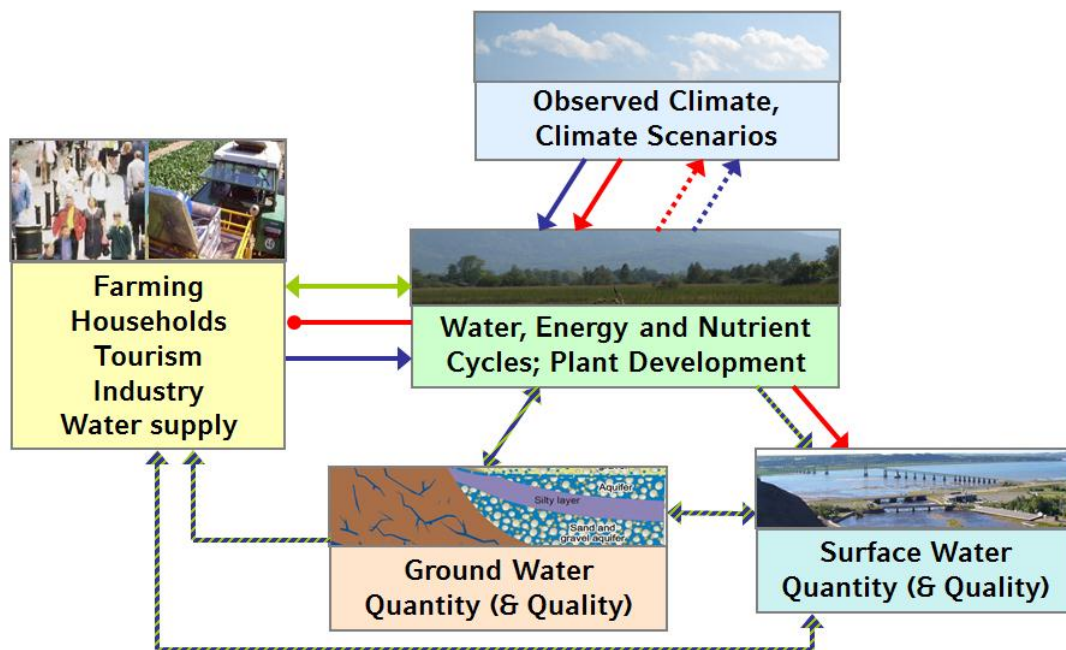 Observed Climate,
Climate Scenarios
Farming
Households
Tourism
Industry
Water supply
Water, Energy and Nutrient
Cycles; Plant Development
Aquifer
Silty layer
Sand and
gravel aquifer
Ground Water
Quantity (& Quality)
Surface Water
Quantity (& Quality)